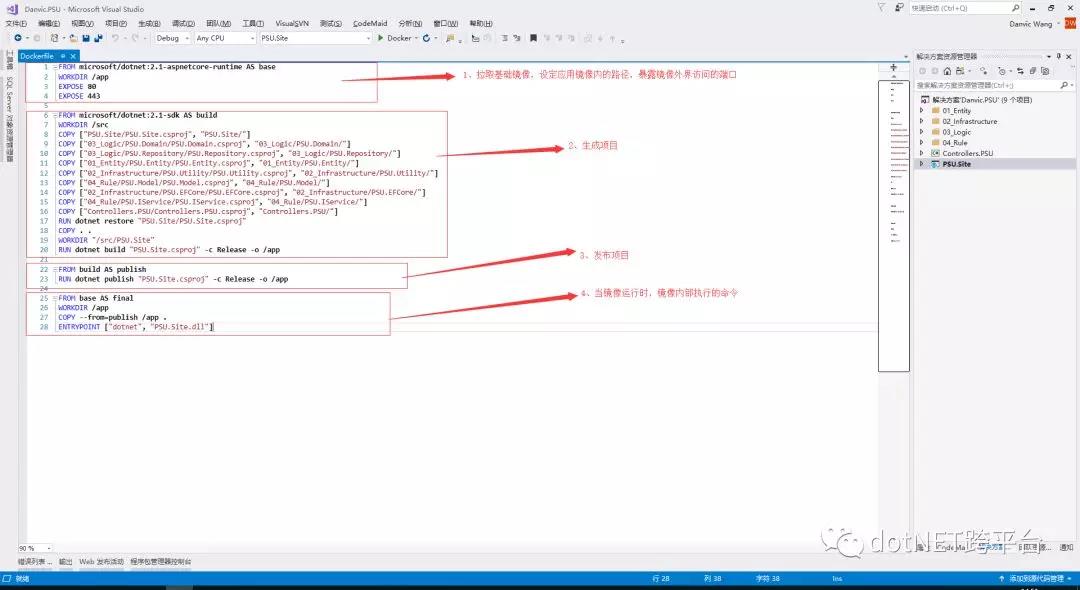 Danvic.PSU - Microsoft Visual Studio
快速启动 (Ctrl+Q)
文件(F) 编辑(E) 视图(V) 项目(P) 生成(B) 调试(D) 团队(M) 工具(T) VisualSVN 测试(S) CodeMaid 分析(N) 窗口(W) 帮助(H)
Danvic Wang
DW
Debug Any CPU PSU.Site Docker
Dockerfile
1 FROM microsoft/dotnet:2.1-aspnetcore-runtime AS base
2 WORKDIR /app
3 EXPOSE 80
4 EXPOSE 443
5
6 FROM microsoft/dotnet:2.1-sdk AS build
7 WORKDIR /src
8 COPY ["PSU.Site/PSU.Site.csproj", "PSU.Site/"]
9 COPY ["03_Logic/PSU.Domain/PSU.Domain.csproj", "03_Logic/PSU.Domain/"]
10 COPY ["03_Logic/PSU.Repository/PSU.Repository.csproj", "03_Logic/PSU.Repository/"]
11 COPY ["01_Entity/PSU.Entity/PSU.Entity.csproj", "01_Entity/PSU.Entity/"]
12 COPY ["02_Infrastructure/PSU.Utility/PSU.Utility.csproj", "02_Infrastructure/PSU.Utility/"]
13 COPY ["04_Rule/PSU.Model/PSU.Model.csproj", "04_Rule/PSU.Model/"]
14 COPY ["02_Infrastructure/PSU.EFCore/PSU.EFCore.csproj", "02_Infrastructure/PSU.EFCore/"]
15 COPY ["04_Rule/PSU.IService/PSU.IService.csproj", "04_Rule/PSU.IService/"]
16 COPY ["Controllers.PSU/Controllers.PSU.csproj", "Controllers.PSU/"]
17 RUN dotnet restore "PSU.Site/PSU.Site.csproj"
18 COPY . .
19 WORKDIR "/src/PSU.Site"
20 RUN dotnet build "PSU.Site.csproj" -c Release -o /app
21
22 FROM build AS publish
23 RUN dotnet publish "PSU.Site.csproj" -c Release -o /app
24
25 FROM base AS final
26 WORKDIR /app
27 COPY --from=publish /app .
28 ENTRYPOINT ["dotnet", "PSU.Site.dll"]
1、拉取基础镜像，设定应用镜像内的路径，暴露镜像外界访问的端口
2、生成项目
3、发布项目
4、当镜像运行时，镜像内部执行的命令
解决方案资源管理器
搜索解决方案资源管理器(Ctrl+;)
解决方案'Danvic.PSU' (9 个项目)
01_Entity
02_Infrastructure
03_Logic
04_Rule
Controllers.PSU
PSU.Site
dotNET跨平台
90 %
错误列表... 输出 Web 发布活动 程序包管理器控制台
通知
就绪 行 28 列 38 字符 38 Ins 添加到源代码管理